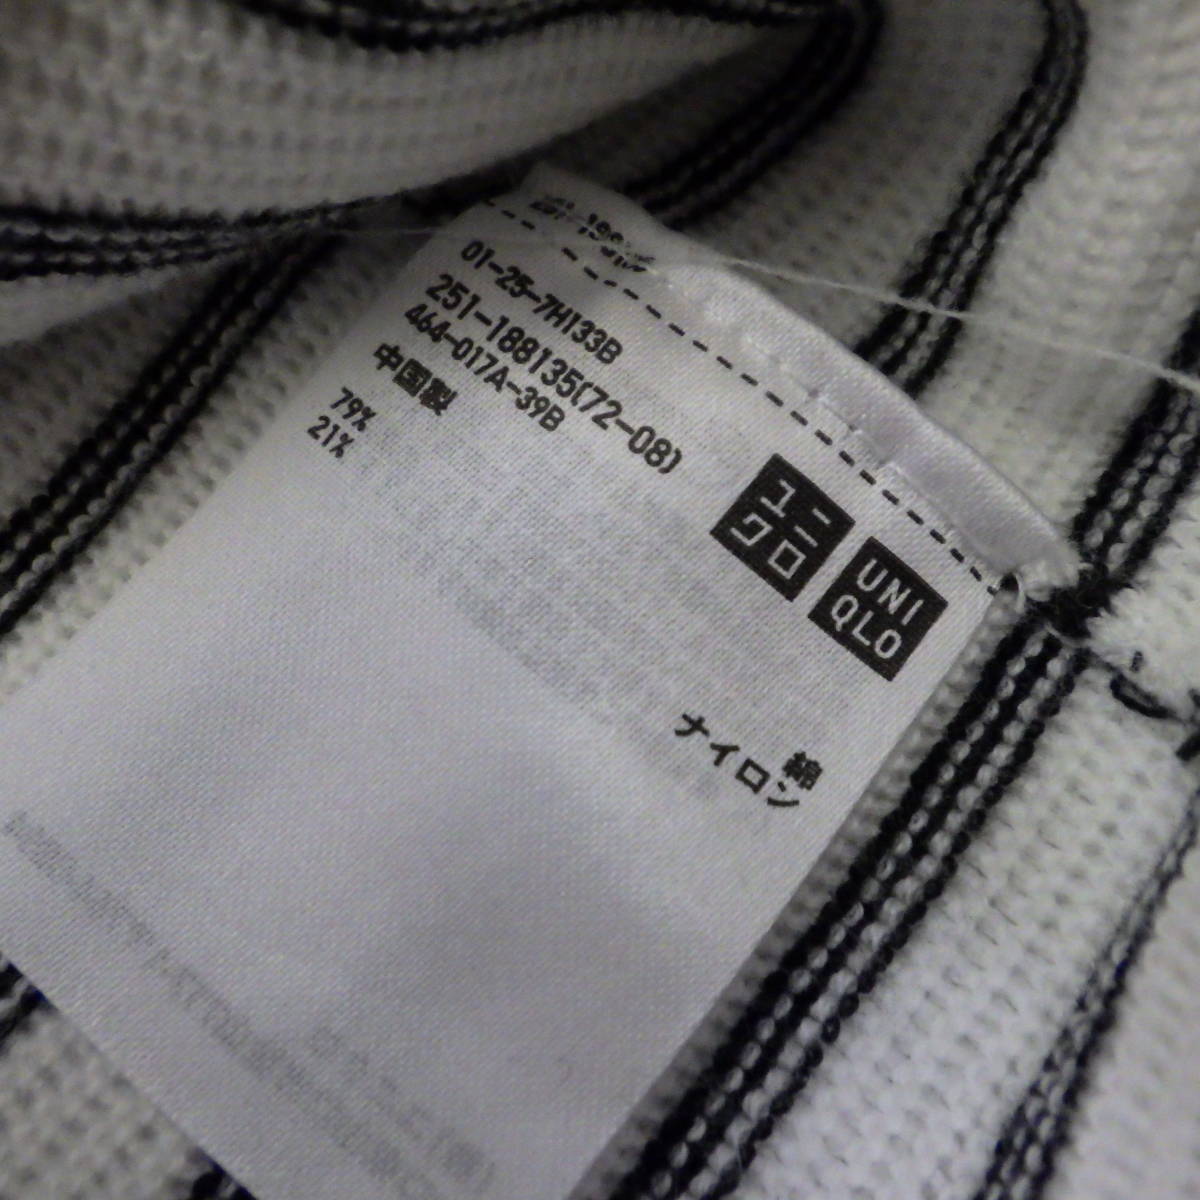 ユニ
クロ
UNI
QLO
01-25-7H133B
251-188135(72-08)
464-017A-39B
中国製
綿 79%
ナイロン 21%